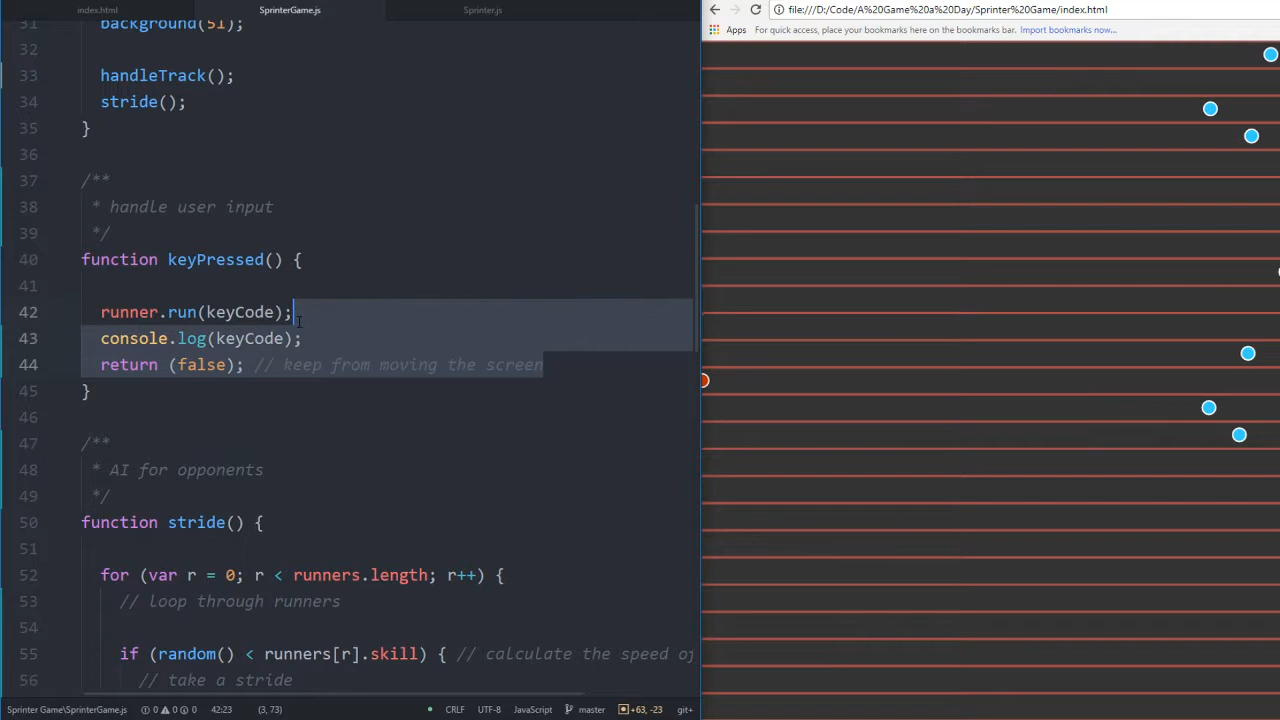 index.html
SprinterGame.js
Sprinter.js
31 background(51);
32
33 handleTrack();
34 stride();
35 }
36
37 /**
38 * handle user input
39 */
40 function keyPressed() {
41
42 runner.run(keyCode);
43 console.log(keyCode);
44 return (false); // keep from moving the screen
45 }
46
47 /**
48 * AI for opponents
49 */
50 function stride() {
51
52 for (var r = 0; r < runners.length; r++) {
53 // loop through runners
54
55 if (random() < runners[r].skill) { // calculate the speed of
56 // take a stride
Sprinter Game\SprinterGame.js 0 0 0 42:23 (3, 73) CRLF UTF-8 JavaScript master +63, -23 git+
file:///D:/Code/A%20Game%20a%20Day/Sprinter%20Game/index.html
Apps For quick access, place your bookmarks here on the bookmarks bar. Import bookmarks now...